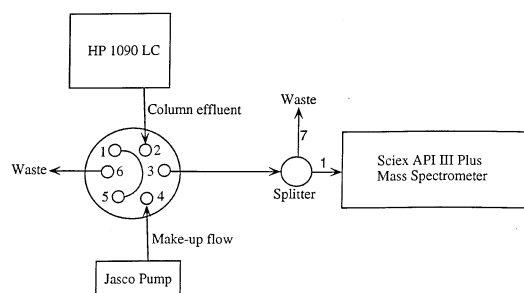 HP 1090 LC
Column effluent
Waste
7
1
2
Waste
6
3
1
Sciex API III Plus
Mass Spectrometer
Splitter
5
4
Make-up flow
Jasco Pump